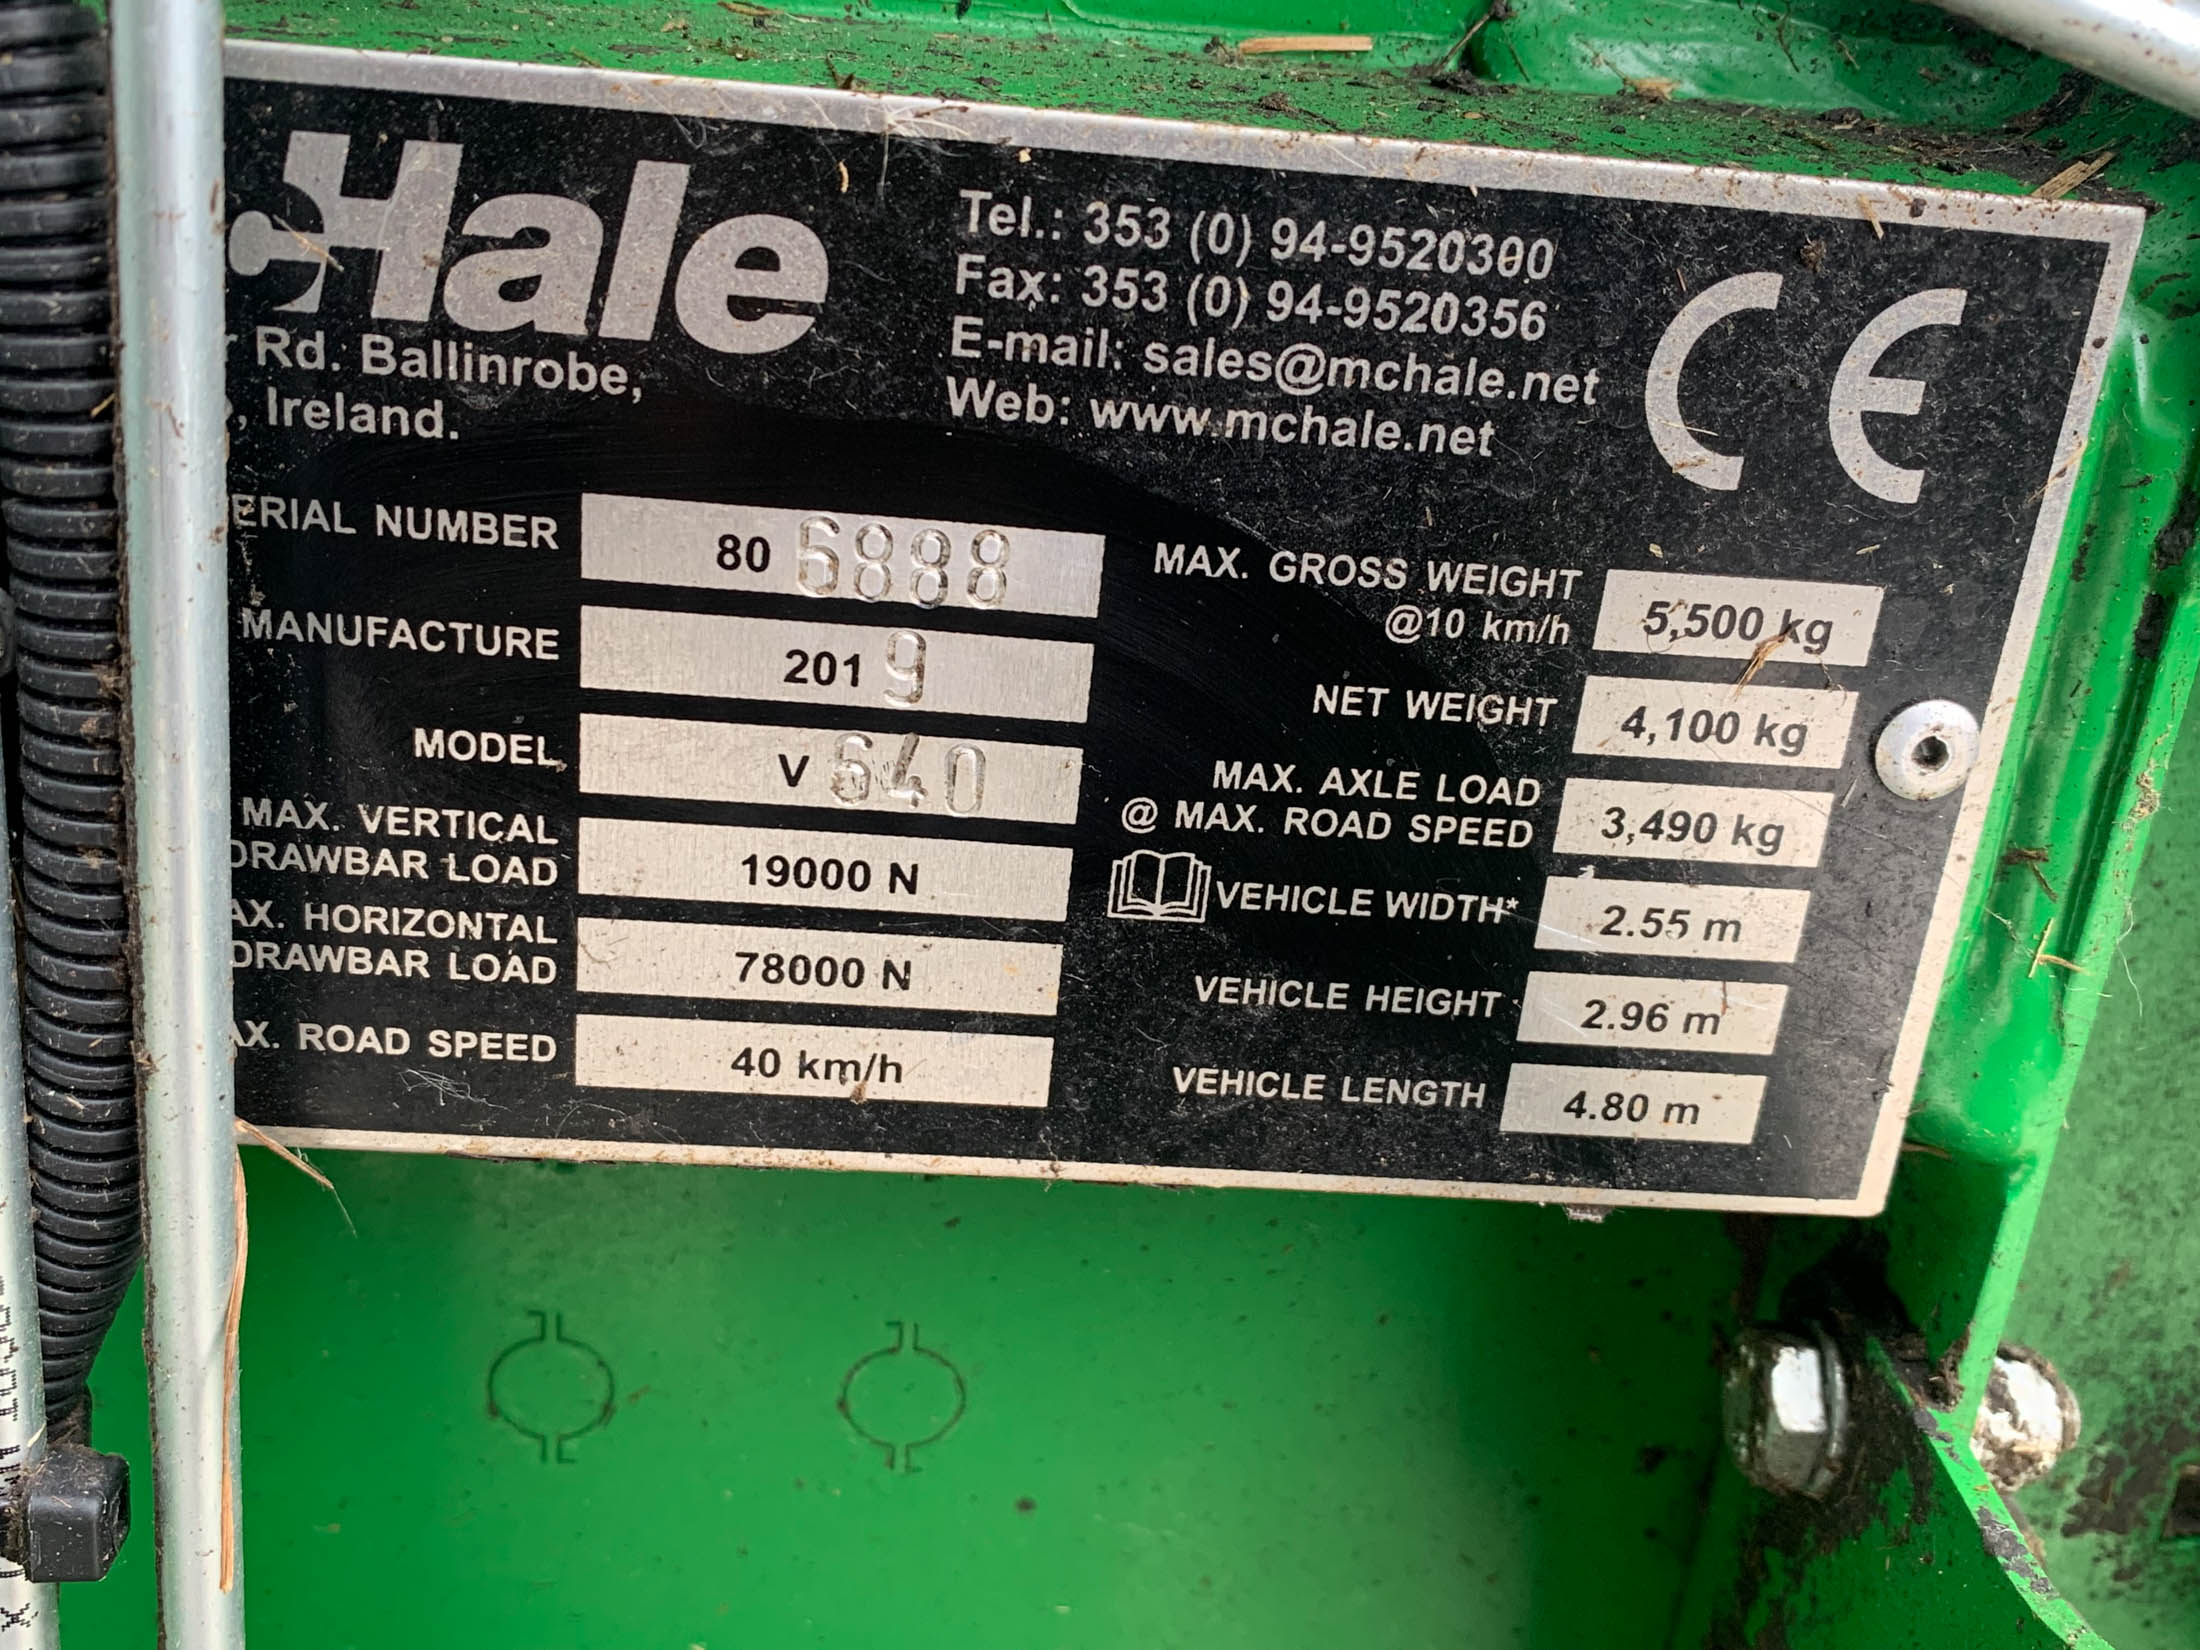 Hale
Rd. Ballinrobe,
, Ireland.
Tel.: 353 (0) 94-9520300
Fax: 353 (0) 94-9520356
E-mail: sales@mchale.net
Web: www.mchale.net
CE
ERIAL NUMBER 80 6888
MANUFACTURE 201 9
MODEL V 640
MAX. VERTICAL
DRAWBAR LOAD 19000 N
AX. HORIZONTAL
DRAWBAR LOAD 78000 N
AX. ROAD SPEED 40 km/h
MAX. GROSS WEIGHT
@10 km/h 5,500 kg
NET WEIGHT 4,100 kg
MAX. AXLE LOAD
@ MAX. ROAD SPEED 3,490 kg
VEHICLE WIDTH* 2.55 m
VEHICLE HEIGHT 2.96 m
VEHICLE LENGTH 4.80 m